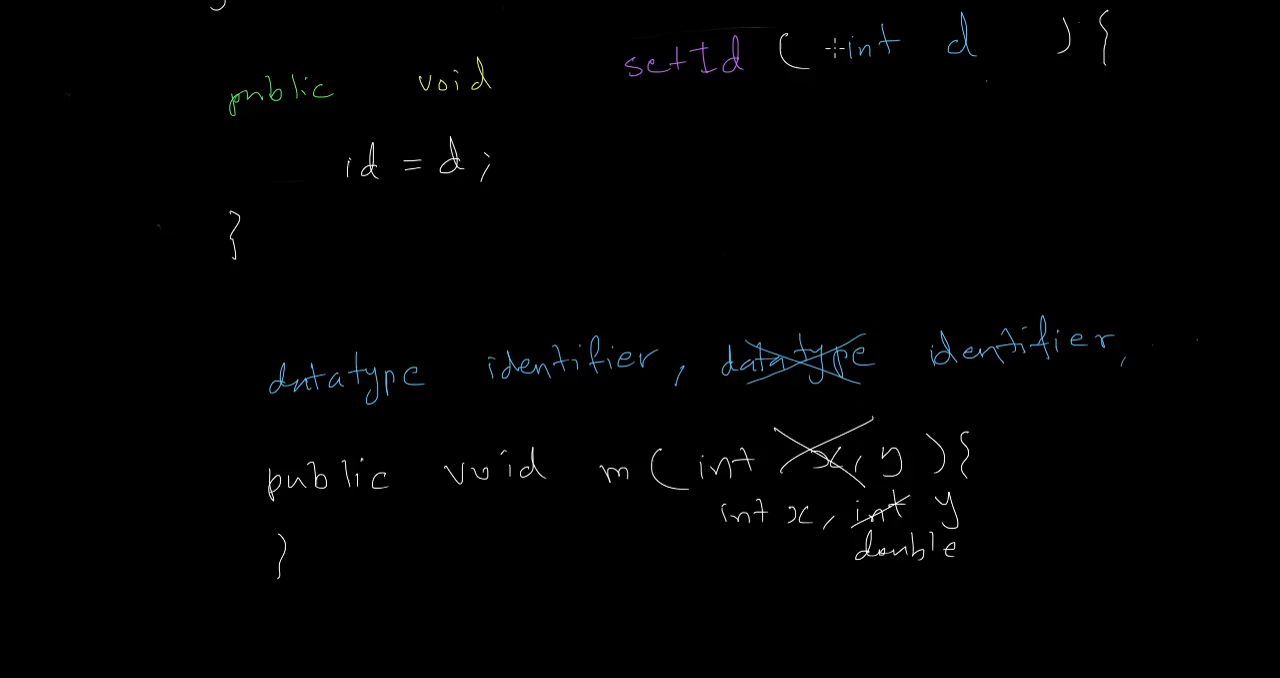 public void setId ( int d ) {
id = d ;
}
datatype identifier, datatype identifier, . . .
public void m ( int x, y ) {
int x, int y
double
}